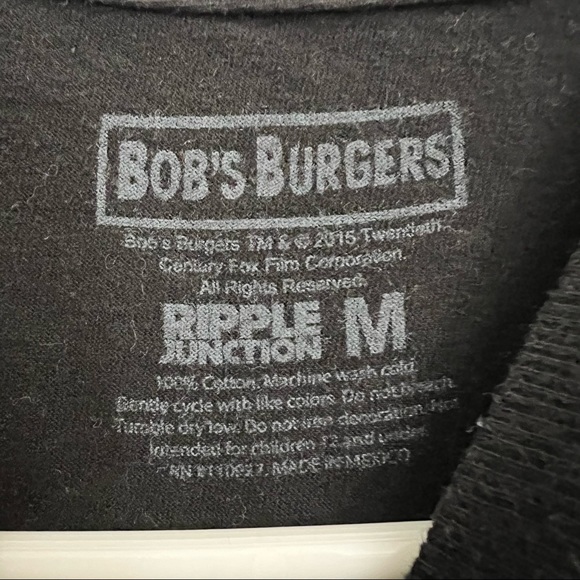 BOB'S BURGERS
Bob's Burgers TM & © 2015 Twentieth
Century Fox Film Corporation.
All Rights Reserved.
RIPPLE M
JUNCTION
100% Cotton. Machine wash cold.
Gentle cycle with like colors. Do not bleach.
Tumble dry low. Do not iron decoration.
Intended for children 12 and under.
RN #110027. MADE IN MEXICO